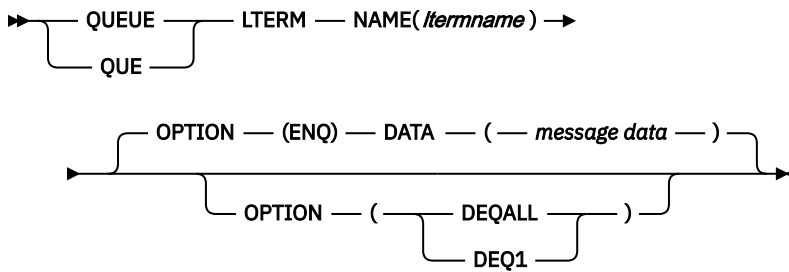 QUEUE LTERM NAME( ltermname )
QUE
OPTION (ENQ) DATA ( message data )
OPTION ( DEQALL )
DEQ1